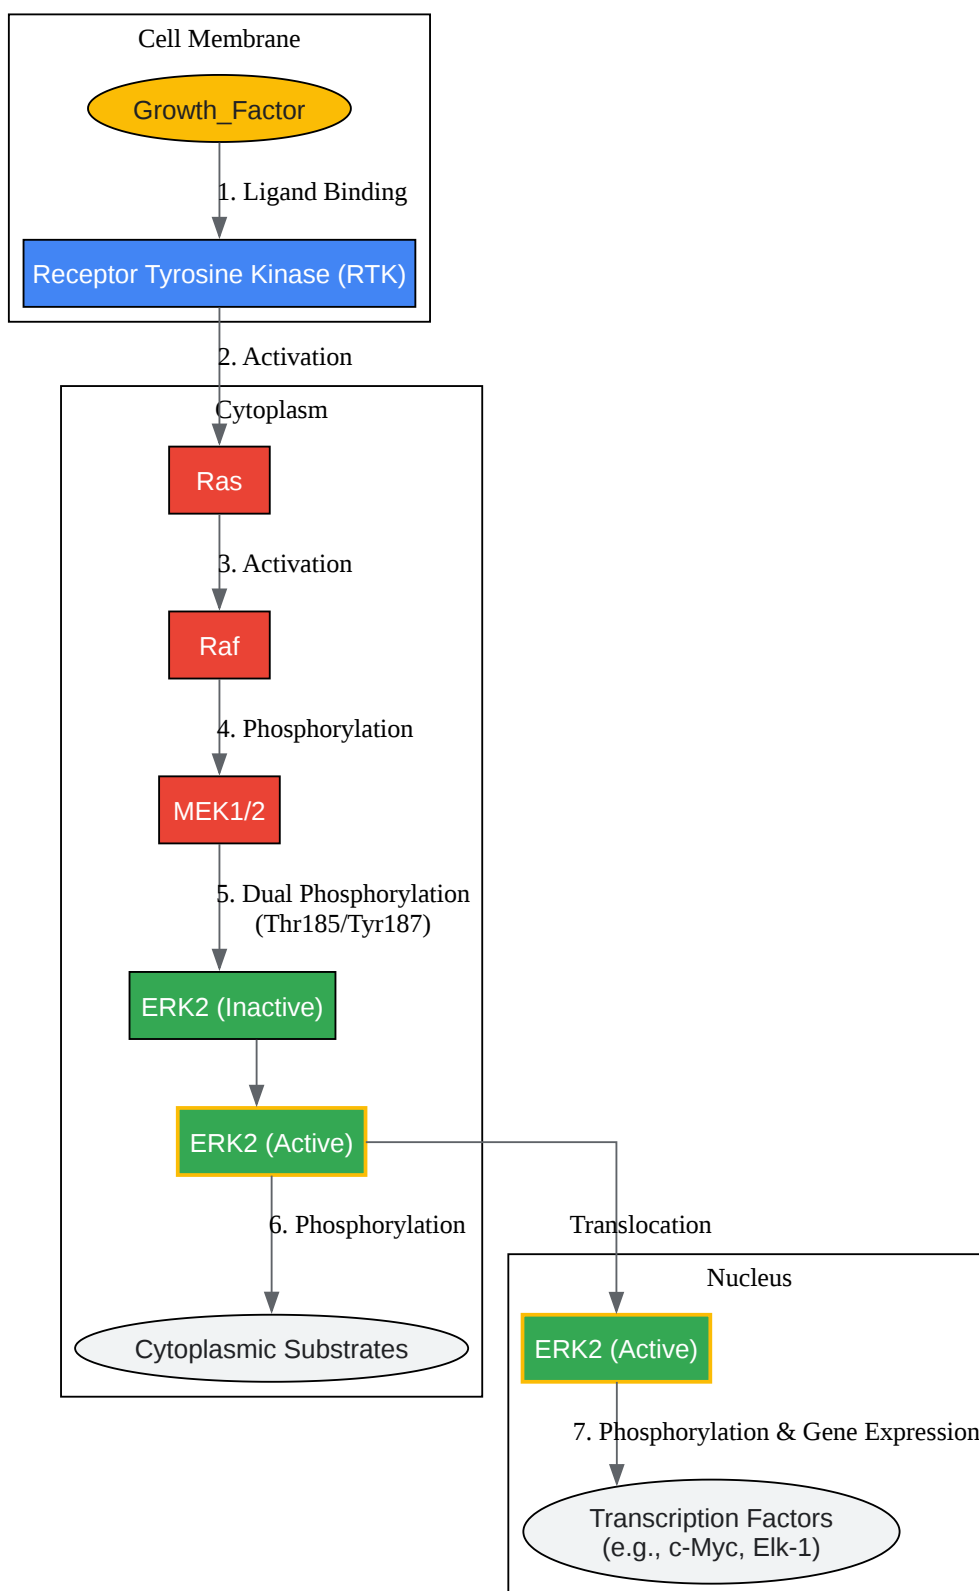 Cell Membrane
Growth_Factor
1. Ligand Binding
Receptor Tyrosine Kinase (RTK)
2. Activation
Cytoplasm
Ras
3. Activation
Raf
4. Phosphorylation
MEK1/2
5. Dual Phosphorylation
(Thr185/Tyr187)
ERK2 (Inactive)
ERK2 (Active)
6. Phosphorylation
Translocation
Nucleus
Cytoplasmic Substrates
ERK2 (Active)
7. Phosphorylation & Gene Expression
Transcription Factors
(e.g., c-Myc, Elk-1)